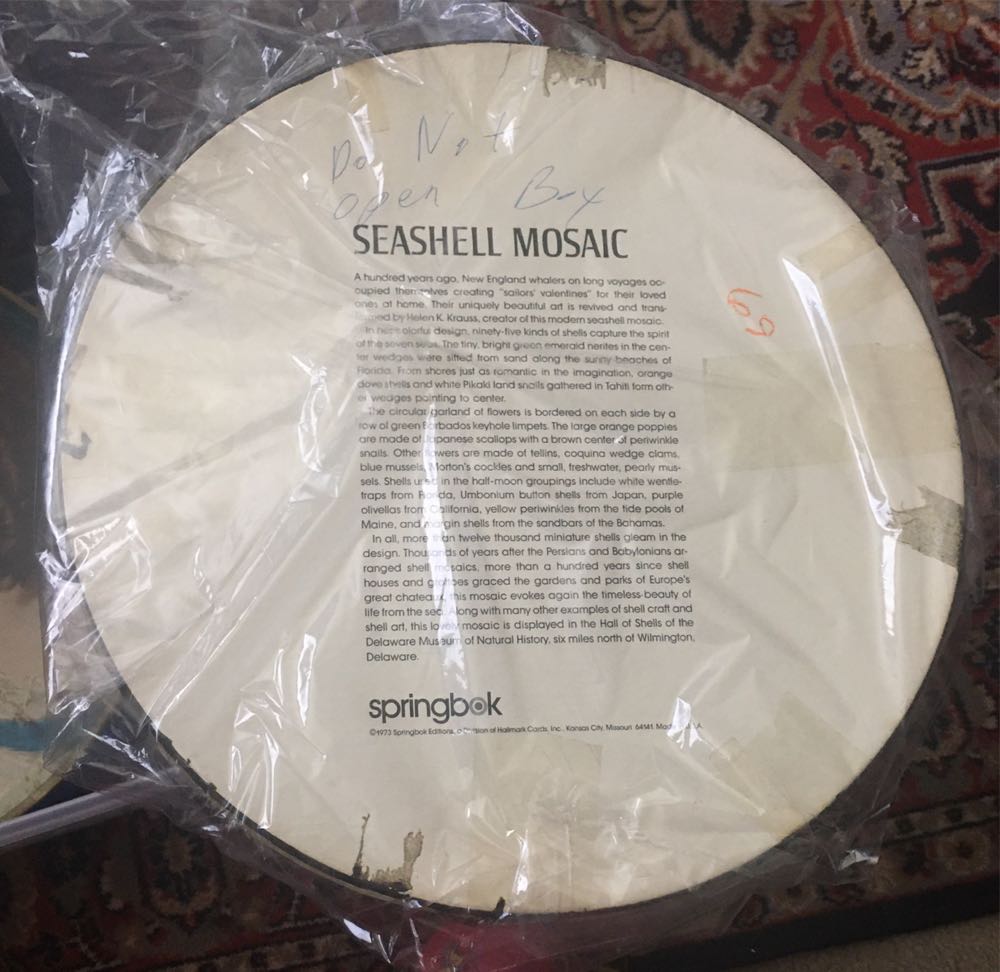 Do Not
open Box
SEASHELL MOSAIC
A hundred years ago, New England whalers on long voyages oc-
cupied themselves creating "sailors' valentines" for their loved
ones at home. Their uniquely beautiful art is revived and trans-
formed by Helen K. Krauss, creator of this modern seashell mosaic.
In her colorful design, ninety-five kinds of shells capture the spirit
of the seven seas. The tiny, bright green emerald nerites in the cen-
ter wedges were sifted from sand along the sunny beaches of
Florida. From shores just as romantic in the imagination, orange
dove shells and white Pikaki land snails gathered in Tahiti form oth-
er wedges pointing to center.
The circular garland of flowers is bordered on each side by a
row of green Barbados keyhole limpets. The large orange poppies
are made of Japanese scallops with a brown center of periwinkle
snails. Other flowers are made of tellins, coquina wedge clams,
blue mussels, Morton's cockles and small, freshwater, pearly mus-
sels. Shells used in the half-moon groupings include white wentle-
traps from Florida, Umbonium button shells from Japan, purple
olivellas from California, yellow periwinkles from the tide pools of
Maine, and margin shells from the sandbars of the Bahamas.
In all, more than twelve thousand miniature shells gleam in the
design. Thousands of years after the Persians and Babylonians ar-
ranged shell mosaics, more than a hundred years since shell
houses and grottoes graced the gardens and parks of Europe's
great chateaux, this mosaic evokes again the timeless beauty of
life from the sea. Along with many other examples of shell craft and
shell art, this lovely mosaic is displayed in the Hall of Shells of the
Delaware Museum of Natural History, six miles north of Wilmington,
Delaware.
springbok
©1973 Springbok Editions, a Division of Hallmark Cards, Inc., Kansas City, Missouri 64141. Made U.S.A.